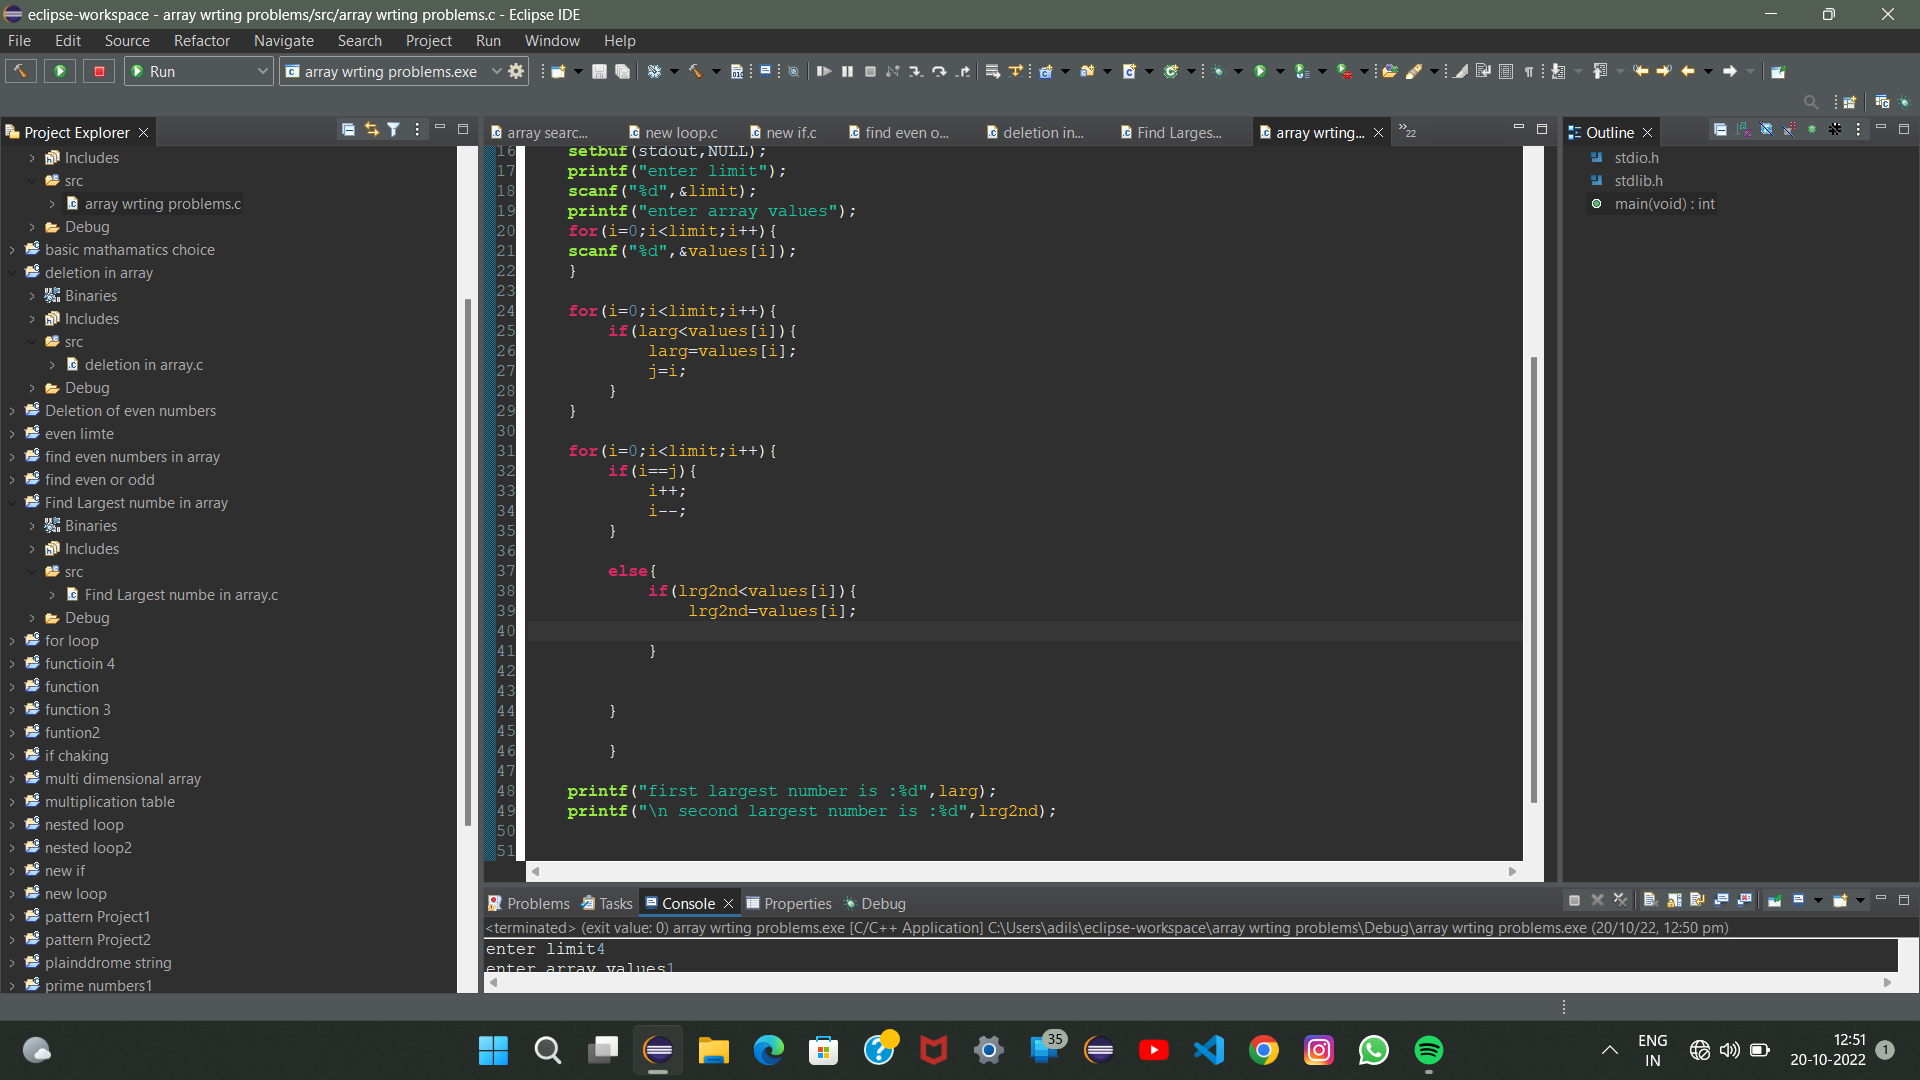 eclipse-workspace - array wrting problems/src/array wrting problems.c - Eclipse IDE
File Edit Source Refactor Navigate Search Project Run Window Help
Run
array wrting problems.exe
Project Explorer
Includes
src
array wrting problems.c
Debug
basic mathamatics choice
deletion in array
Binaries
Includes
src
deletion in array.c
Debug
Deletion of even numbers
even limte
find even numbers in array
find even or odd
Find Largest numbe in array
Binaries
Includes
src
Find Largest numbe in array.c
Debug
for loop
functioin 4
function
function 3
funtion2
if chaking
multi dimensional array
multiplication table
nested loop
nested loop2
new if
new loop
pattern Project1
pattern Project2
plainddrome string
prime numbers1
array searc... new loop.c new if.c find even o... deletion in... Find Larges... array wrting... »22
16 setbuf(stdout,NULL);
17 printf("enter limit");
18 scanf("%d",&limit);
19 printf("enter array values");
20 for(i=0;i<limit;i++){
21 scanf("%d",&values[i]);
22 }
23
24 for(i=0;i<limit;i++){
25 if(larg<values[i]){
26 larg=values[i];
27 j=i;
28 }
29 }
30
31 for(i=0;i<limit;i++){
32 if(i==j){
33 i++;
34 i--;
35 }
36
37 else{
38 if(lrg2nd<values[i]){
39 lrg2nd=values[i];
40
41 }
42
43
44 }
45
46 }
47
48 printf("first largest number is :%d",larg);
49 printf("\n second largest number is :%d",lrg2nd);
50
51
Outline
stdio.h
stdlib.h
main(void) : int
Problems Tasks Console Properties Debug
<terminated> (exit value: 0) array wrting problems.exe [C/C++ Application] C:\Users\adils\eclipse-workspace\array wrting problems\Debug\array wrting problems.exe (20/10/22, 12:50 pm)
enter limit4
enter array values1
35
ENG
IN
12:51
20-10-2022
1